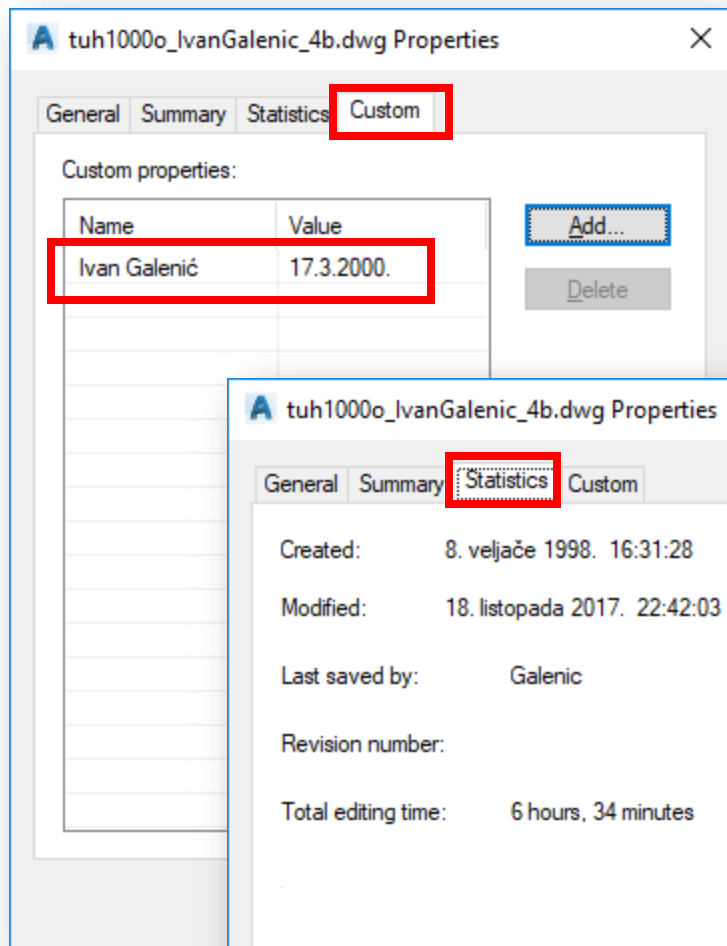 tuh1000o_IvanGalenic_4b.dwg Properties
General Summary Statistics Custom
Custom properties:
Name Value
Add...
Ivan Galenić 17.3.2000.
Delete
tuh1000o_IvanGalenic_4b.dwg Properties
General Summary Statistics Custom
Created: 8. veljače 1998. 16:31:28
Modified: 18. listopada 2017. 22:42:03
Last saved by: Galenic
Revision number:
Total editing time: 6 hours, 34 minutes